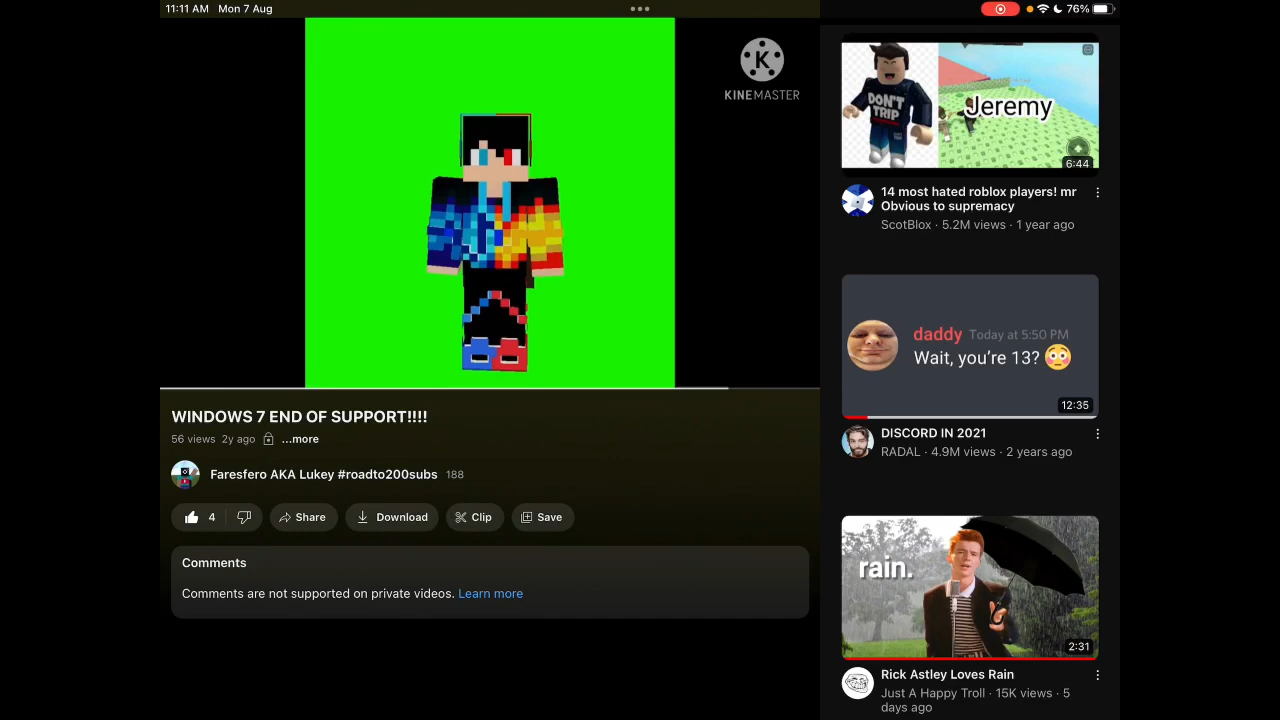 11:11 AM Mon 7 Aug
76%
K
KINEMASTER
WINDOWS 7 END OF SUPPORT!!!!
56 views 2y ago ...more
Faresfero AKA Lukey #roadto200subs 188
4 Share Download Clip Save
Comments
Comments are not supported on private videos. Learn more
DON'T
TRIP
Jeremy
6:44
14 most hated roblox players! mr
Obvious to supremacy
ScotBlox · 5.2M views · 1 year ago
daddy Today at 5:50 PM
Wait, you're 13? 😳
12:35
DISCORD IN 2021
RADAL · 4.9M views · 2 years ago
rain.
2:31
Rick Astley Loves Rain
Just A Happy Troll · 15K views · 5
days ago